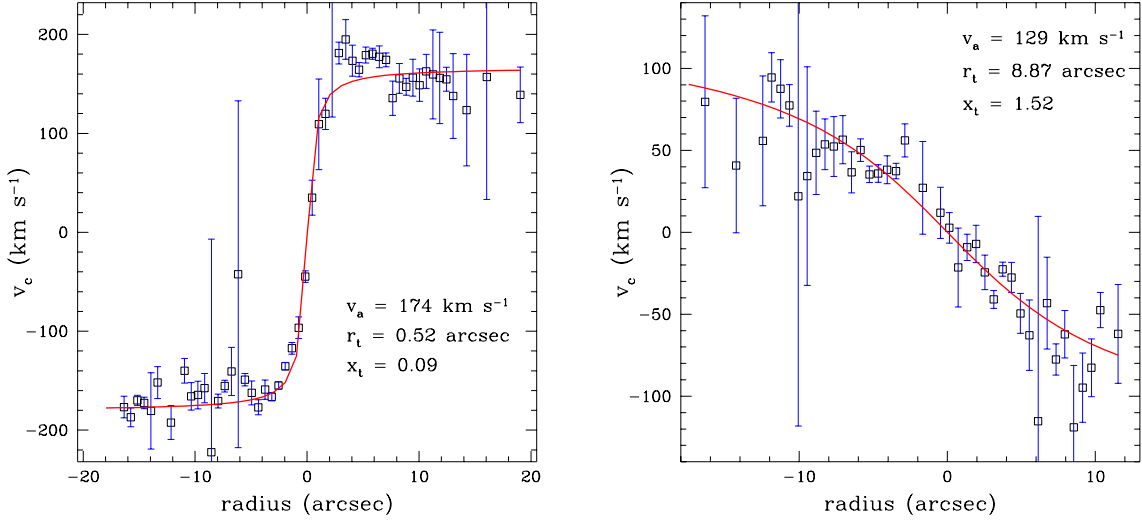 200
100
0
−100
−200
v_c (km s⁻¹)
v_a = 174 km s⁻¹
r_t = 0.52 arcsec
x_t = 0.09
−20
−10
0
10
20
radius (arcsec)
100
50
0
−50
−100
v_c (km s⁻¹)
v_a = 129 km s⁻¹
r_t = 8.87 arcsec
x_t = 1.52
−10
0
10
radius (arcsec)